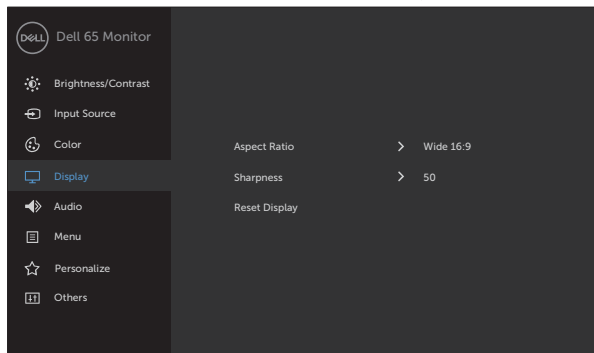 DELL
Dell 65 Monitor
Brightness/Contrast
Input Source
Color
Display
Audio
Menu
Personalize
Others
Aspect Ratio Wide 16:9
Sharpness 50
Reset Display